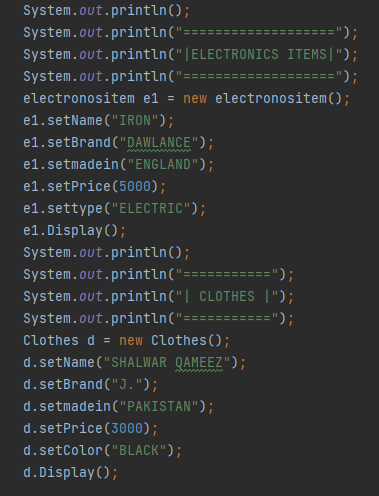 System.out.println();
System.out.println("===================");
System.out.println("|ELECTRONICS ITEMS|");
System.out.println("===================");
electronositem e1 = new electronositem();
e1.setName("IRON");
e1.setBrand("DAWLANCE");
e1.setmadein("ENGLAND");
e1.setPrice(5000);
e1.settype("ELECTRIC");
e1.Display();
System.out.println();
System.out.println("===========");
System.out.println("| CLOTHES |");
System.out.println("===========");
Clothes d = new Clothes();
d.setName("SHALWAR QAMEEZ");
d.setBrand("J.");
d.setmadein("PAKISTAN");
d.setPrice(3000);
d.setColor("BLACK");
d.Display();